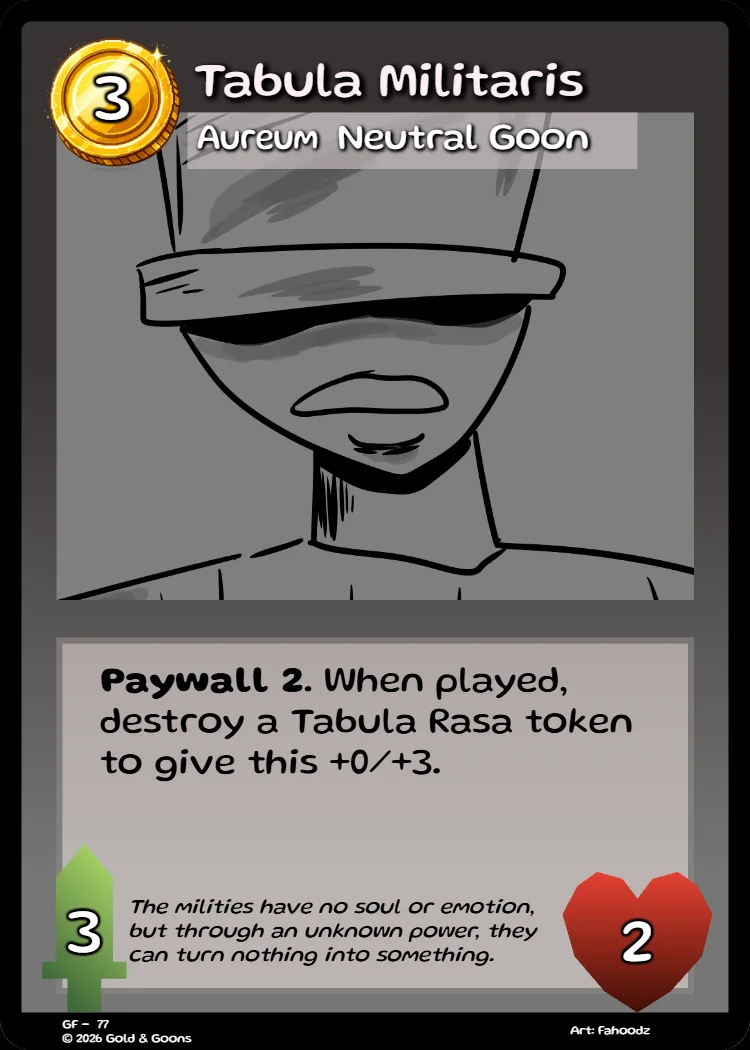 3
Tabula Militaris
Aureum Neutral Goon
Paywall 2. When played,
destroy a Tabula Rasa token
to give this +0/+3.
The milities have no soul or emotion,
but through an unknown power, they
can turn nothing into something.
3
2
GF - 77
© 2026 Gold & Goons
Art: fahoodz